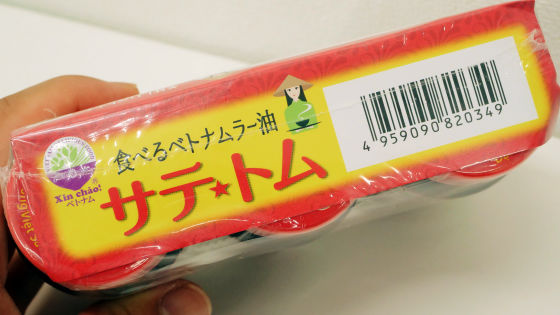 食べるベトナムラー油
サテ★トム
Xin chào!
ベトナム
4 959090 820349